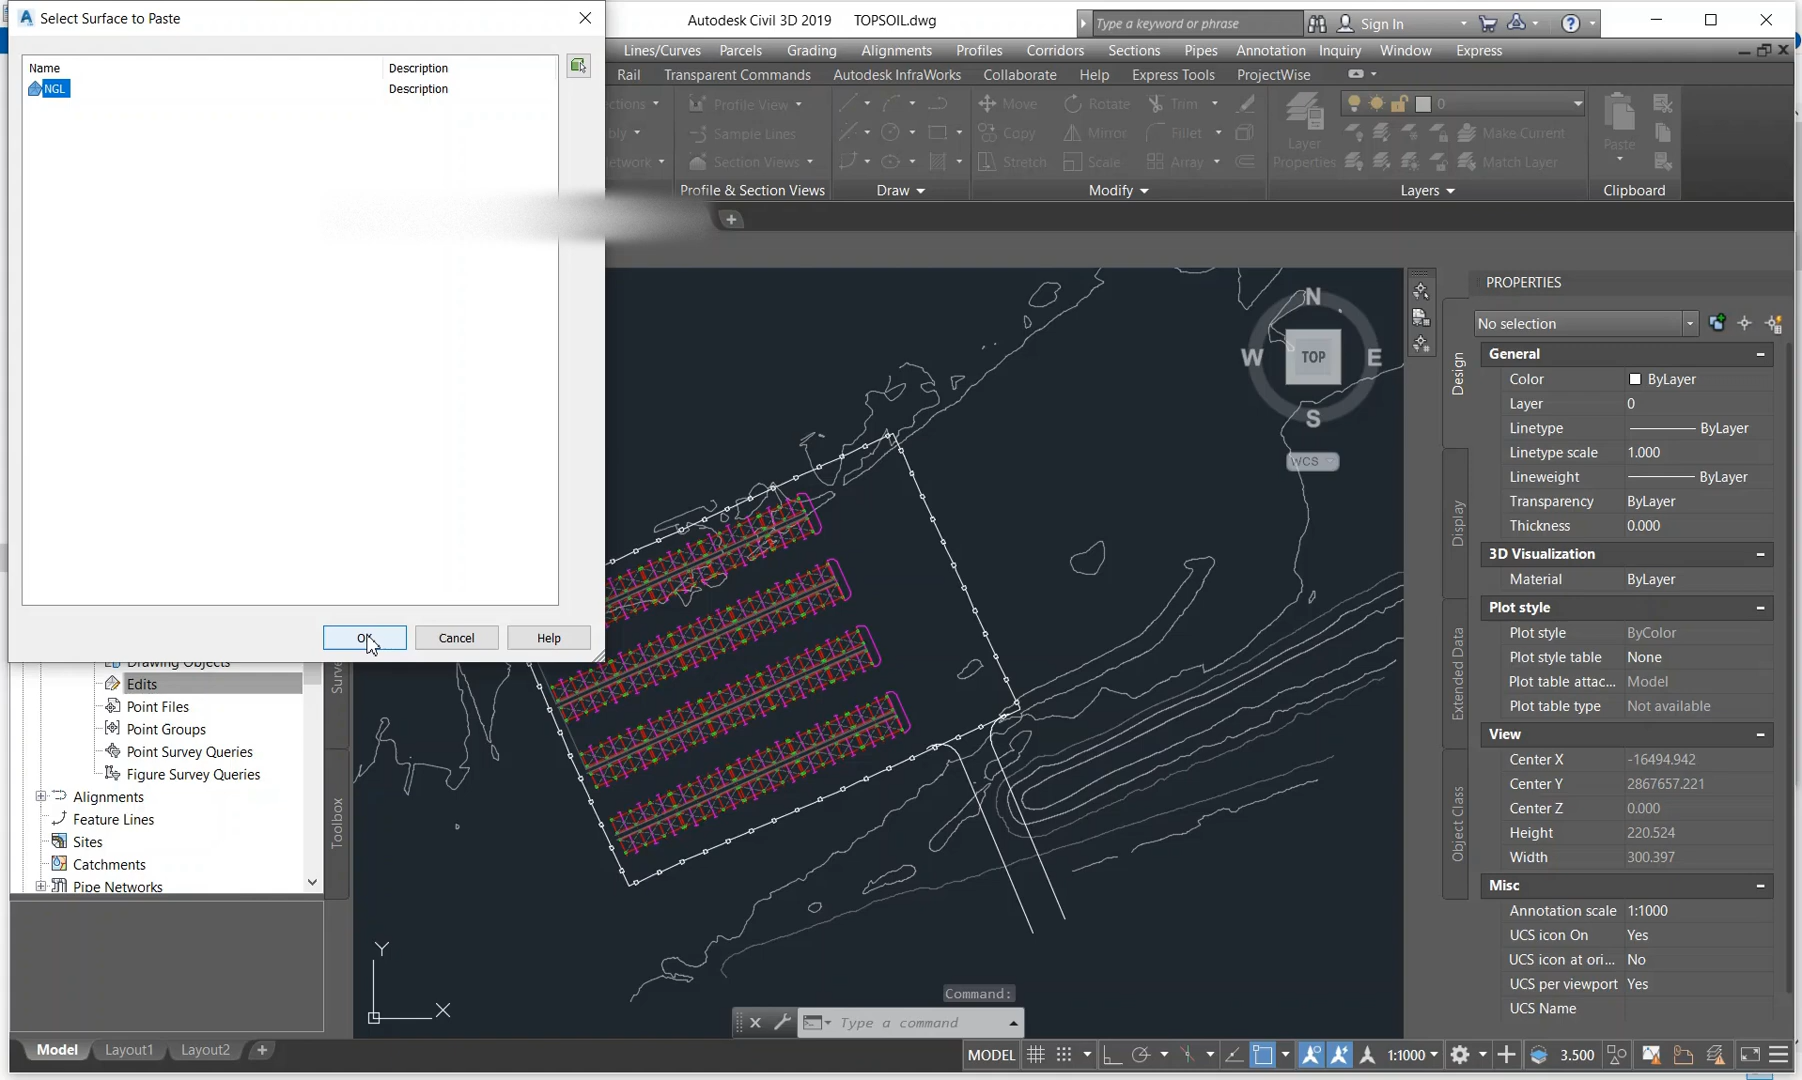 Select Surface to Paste
Autodesk Civil 3D 2019 TOPSOIL.dwg
Type a keyword or phrase
Sign In
Lines/Curves Parcels Grading Alignments Profiles Corridors Sections Pipes Annotation Inquiry Window Express
Rail Transparent Commands Autodesk InfraWorks Collaborate Help Express Tools ProjectWise
Name Description
NGL Description
Profile View Move Rotate Trim 0
Sample Lines Copy Mirror Fillet Make Current
Section Views Stretch Scale Array Match Layer
Layer Properties
Paste
Profile & Section Views Draw Modify Layers Clipboard
N
W TOP E
S
WCS
PROPERTIES
No selection
General
Color ByLayer
Layer 0
Linetype ByLayer
Linetype scale 1.000
Lineweight ByLayer
Transparency ByLayer
Thickness 0.000
3D Visualization
Material ByLayer
Plot style
Plot style ByColor
Plot style table None
Plot table attac... Model
Plot table type Not available
View
Center X -16494.942
Center Y 2867657.221
Center Z 0.000
Height 220.524
Width 300.397
Misc
Annotation scale 1:1000
UCS icon On Yes
UCS icon at ori... No
UCS per viewport Yes
UCS Name
Design
Display
Extended Data
Object Class
OK Cancel Help
Drawing Objects
Edits
Point Files
Point Groups
Point Survey Queries
Figure Survey Queries
Alignments
Feature Lines
Sites
Catchments
Pipe Networks
Toolbox
Y
X
Command:
Type a command
Model Layout1 Layout2
MODEL 1:1000 3.500